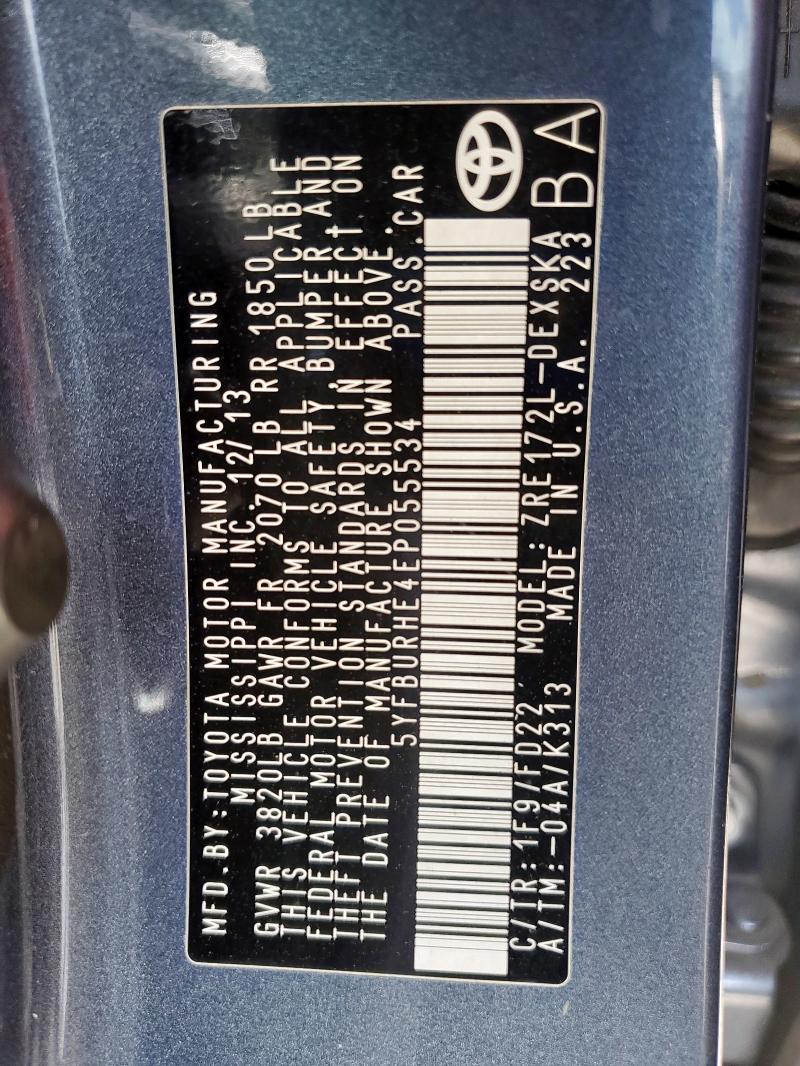 MFD.BY:TOYOTA MOTOR MANUFACTURING
MISSISSIPPI INC. 12/13
GVWR 3820LB GAWR FR 2070 LB RR 1850 LB
THIS VEHICLE CONFORMS TO ALL APPLICABLE
FEDERAL MOTOR VEHICLE SAFETY, BUMPER, AND
THEFT PREVENTION STANDARDS IN EFFECT ON
THE DATE OF MANUFACTURE SHOWN ABOVE.
5YFBURHE4EP055534 PASS.CAR
C/TR: 1F9/FD22 MODEL: ZRE172L-DEXSKA
A/TM:-04A/K313 MADE IN U.S.A. 223
BA